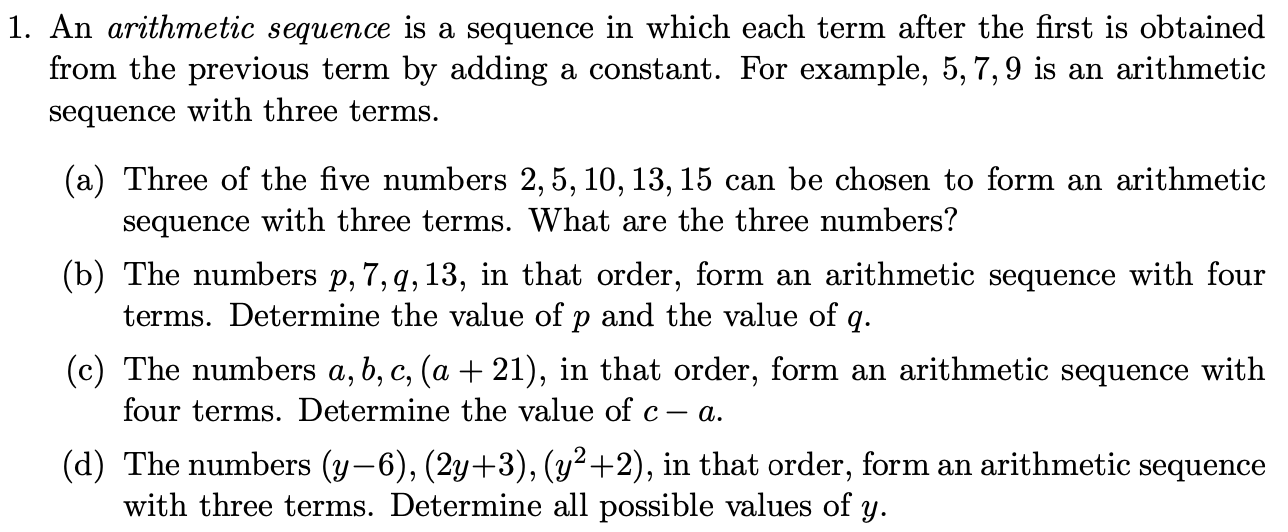 1. An arithmetic sequence is a sequence in which each term after the first is obtained
from the previous term by adding a constant. For example, 5, 7, 9 is an arithmetic
sequence with three terms.
(a) Three of the five numbers 2, 5, 10, 13, 15 can be chosen to form an arithmetic
sequence with three terms. What are the three numbers?
(b) The numbers p, 7, q, 13, in that order, form an arithmetic sequence with four
terms. Determine the value of p and the value of q.
(c) The numbers a, b, c, (a + 21), in that order, form an arithmetic sequence with
four terms. Determine the value of c − a.
(d) The numbers (y−6), (2y+3), (y²+2), in that order, form an arithmetic sequence
with three terms. Determine all possible values of y.